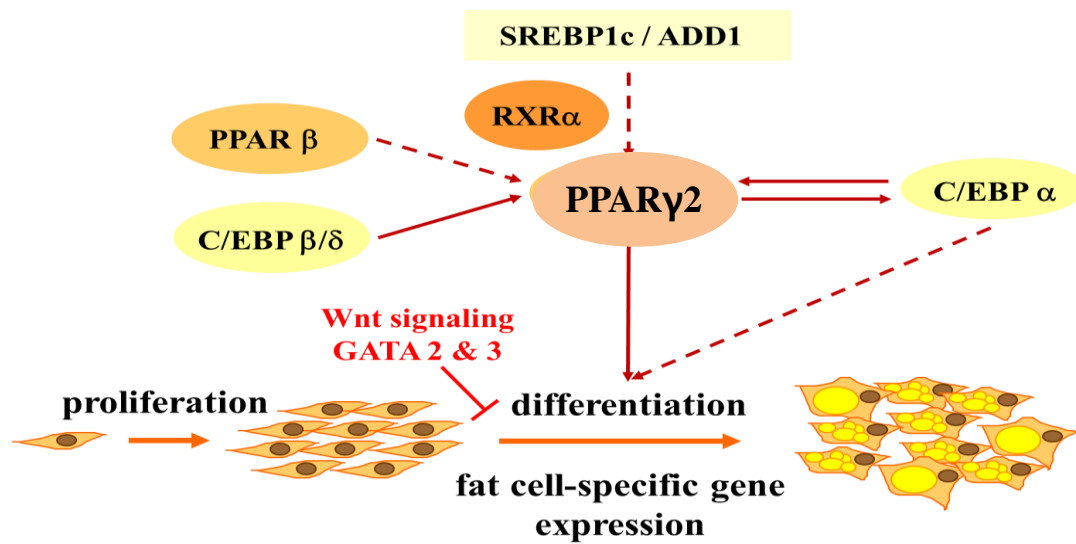 SREBP1c / ADD1
RXRα
PPAR β
PPARγ2
C/EBP α
C/EBP β/δ
Wnt signaling
GATA 2 & 3
proliferation
differentiation
fat cell-specific gene
expression